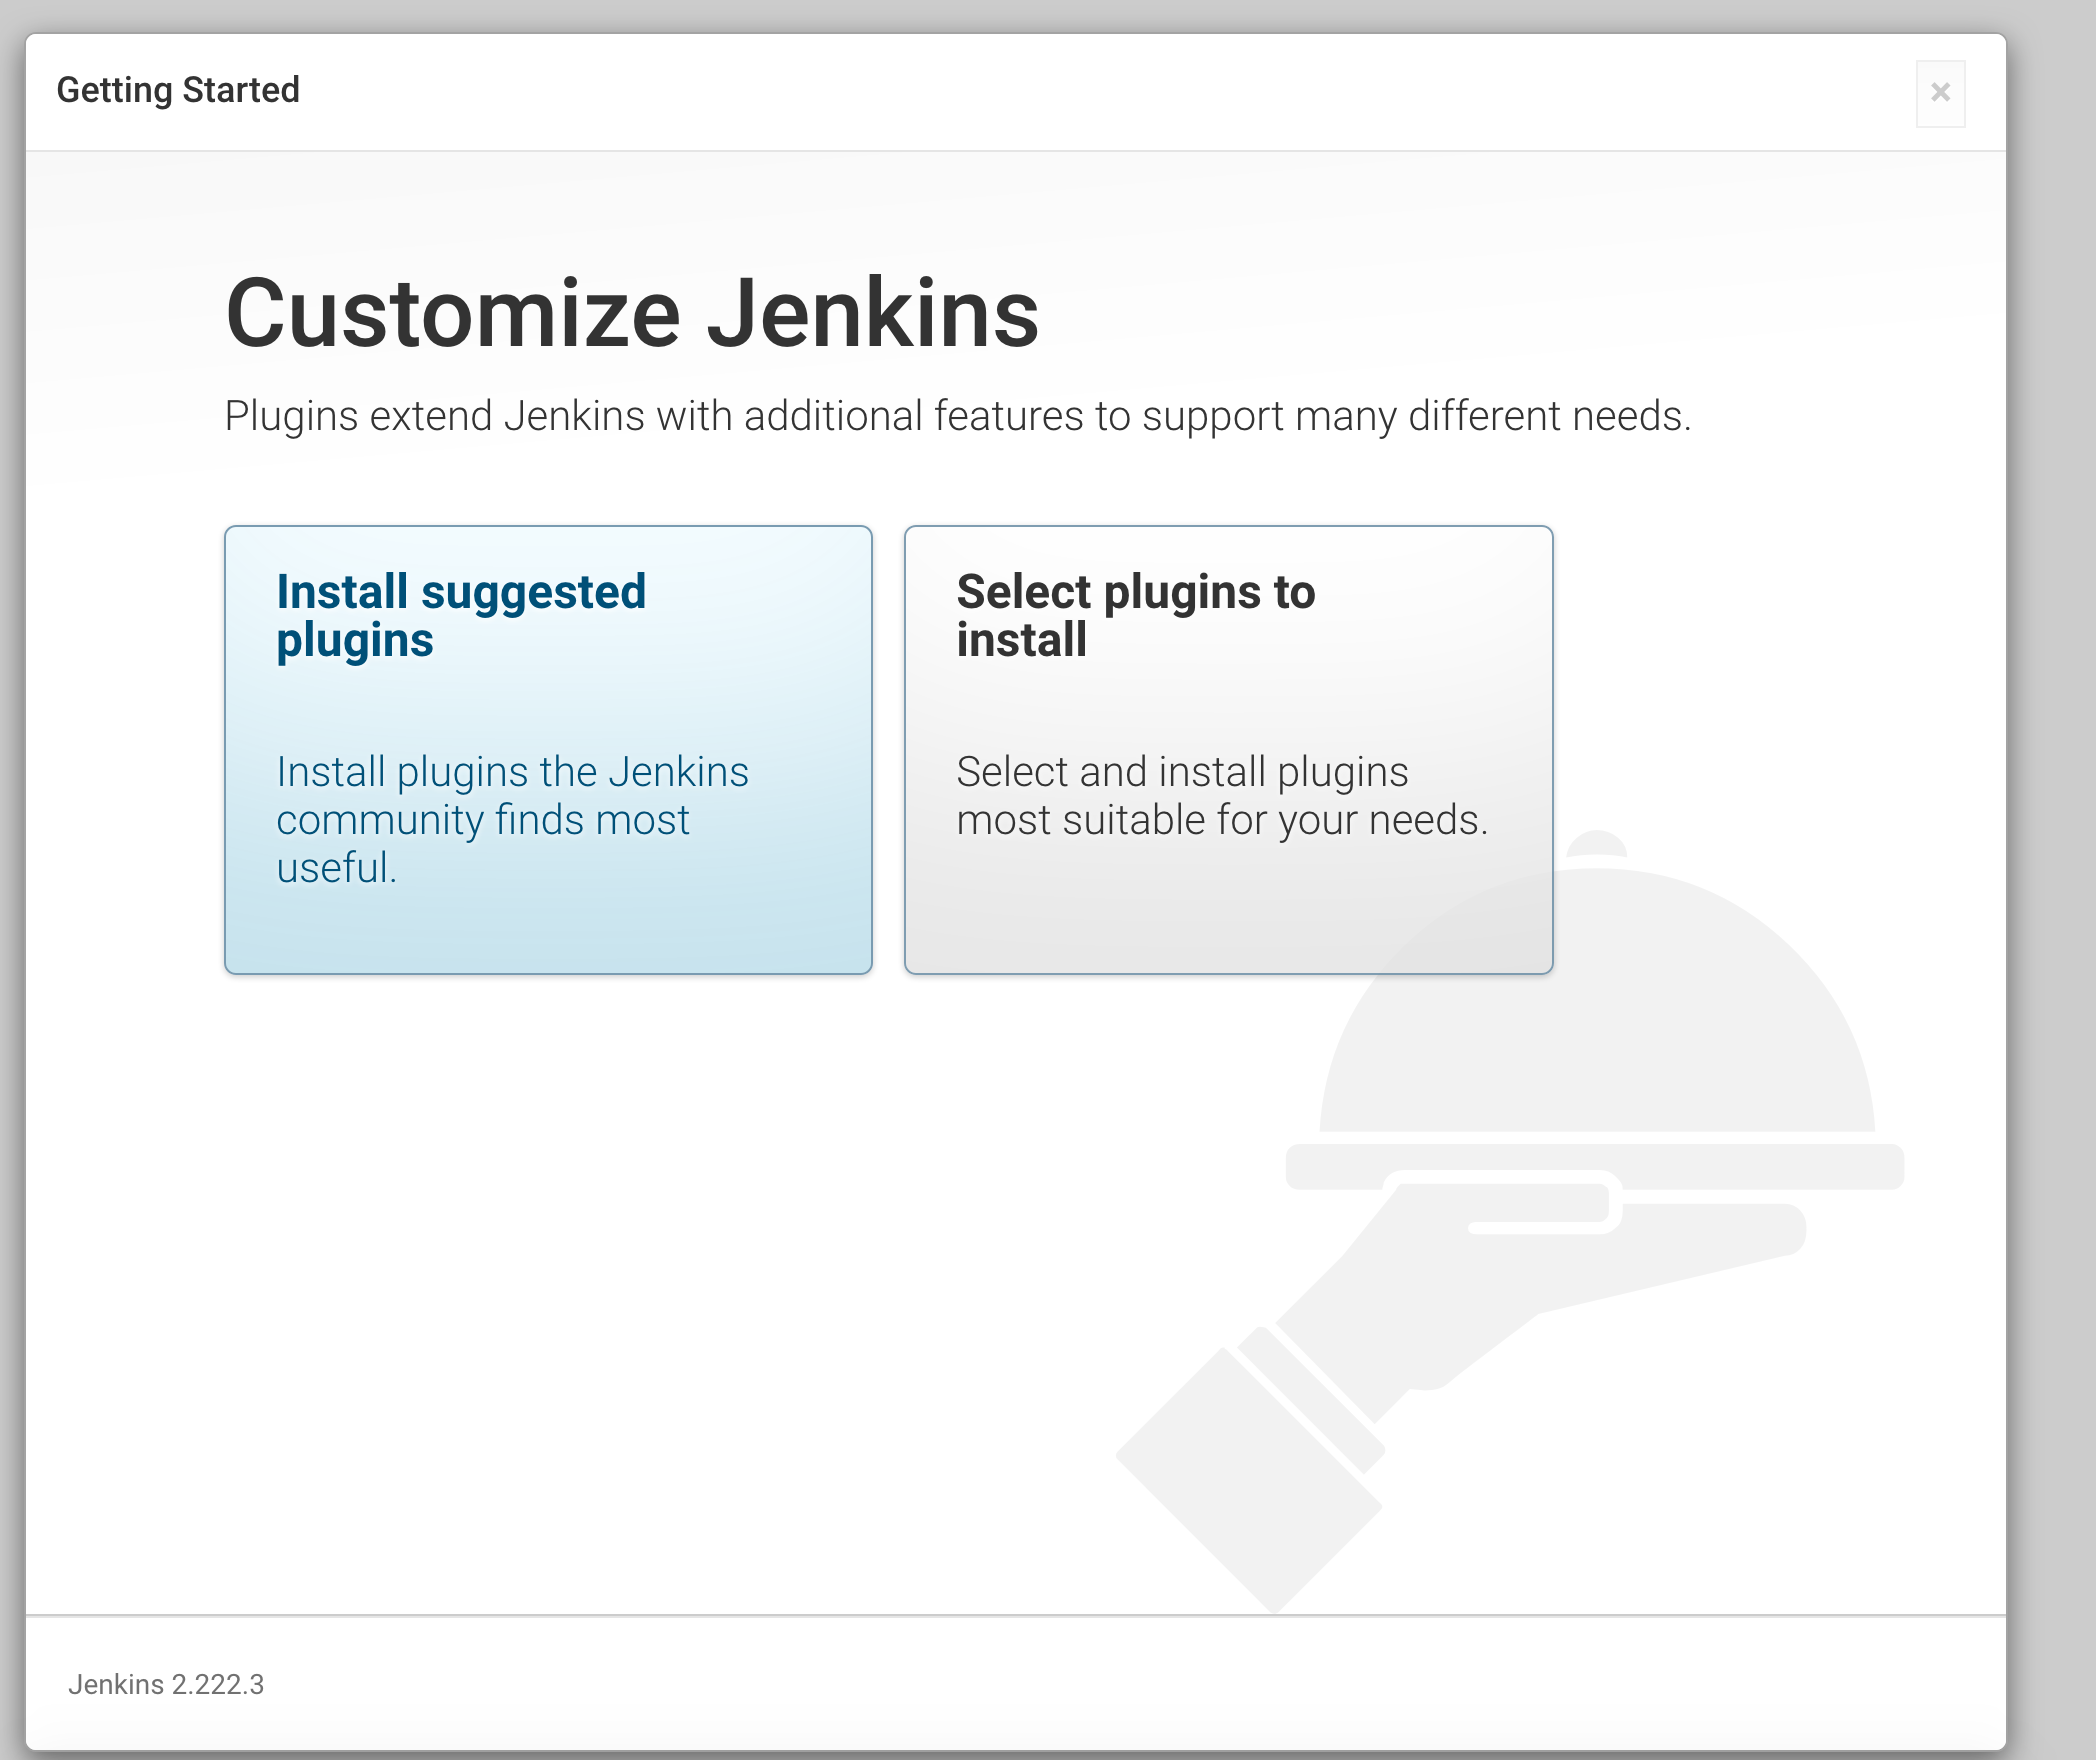 Getting Started
×
Customize Jenkins
Plugins extend Jenkins with additional features to support many different needs.
Install suggested
plugins
Install plugins the Jenkins
community finds most
useful.
Select plugins to
install
Select and install plugins
most suitable for your needs.
Jenkins 2.222.3